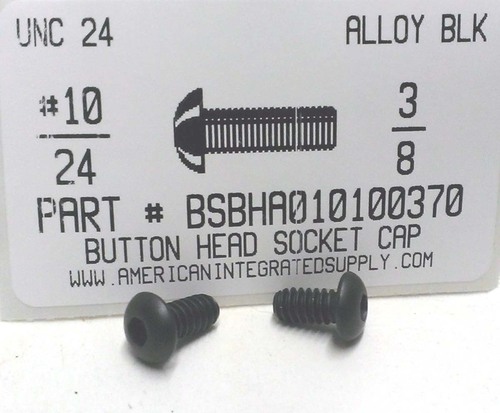 UNC 24
ALLOY BLK
#10
24
3
8
PART # BSBHA010100370
BUTTON HEAD SOCKET CAP
WWW.AMERICANINTEGRATEDSUPPLY.COM